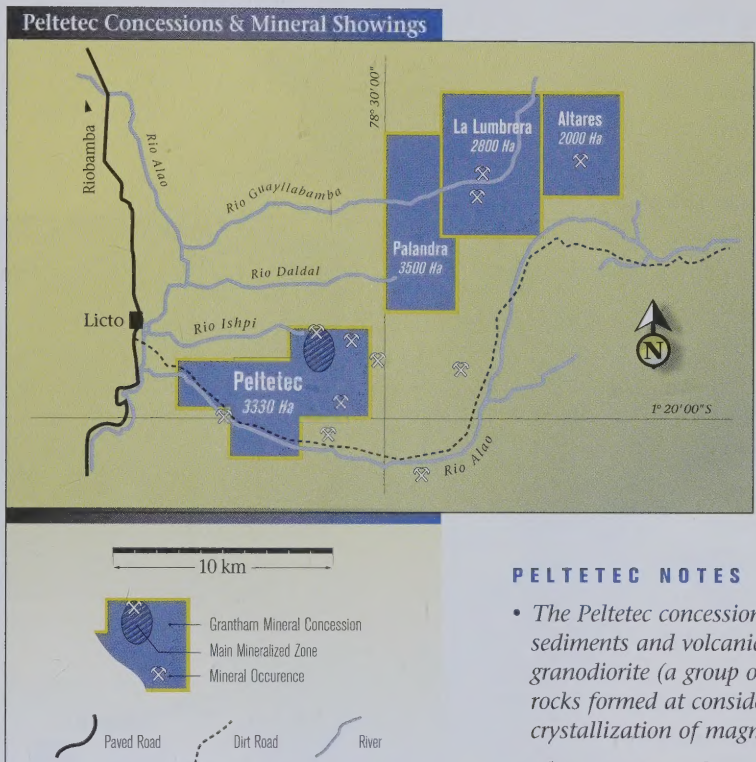 Peltetec Concessions & Mineral Showings
78° 30' 00"
Riobamba
Rio Alao
La Lumbrera
2800 Ha
Altares
2000 Ha
Rio Guayllabamba
Palandra
3500 Ha
Rio Daldal
Licto
Rio Ishpi
Peltetec
3330 Ha
N
1° 20' 00"S
Rio Alao
10 km
Grantham Mineral Concession
Main Mineralized Zone
Mineral Occurence
Paved Road
Dirt Road
River
PELTETEC NOTES
• The Peltetec concession
sediments and volcanic
granodiorite (a group o
rocks formed at conside
crystallization of magn